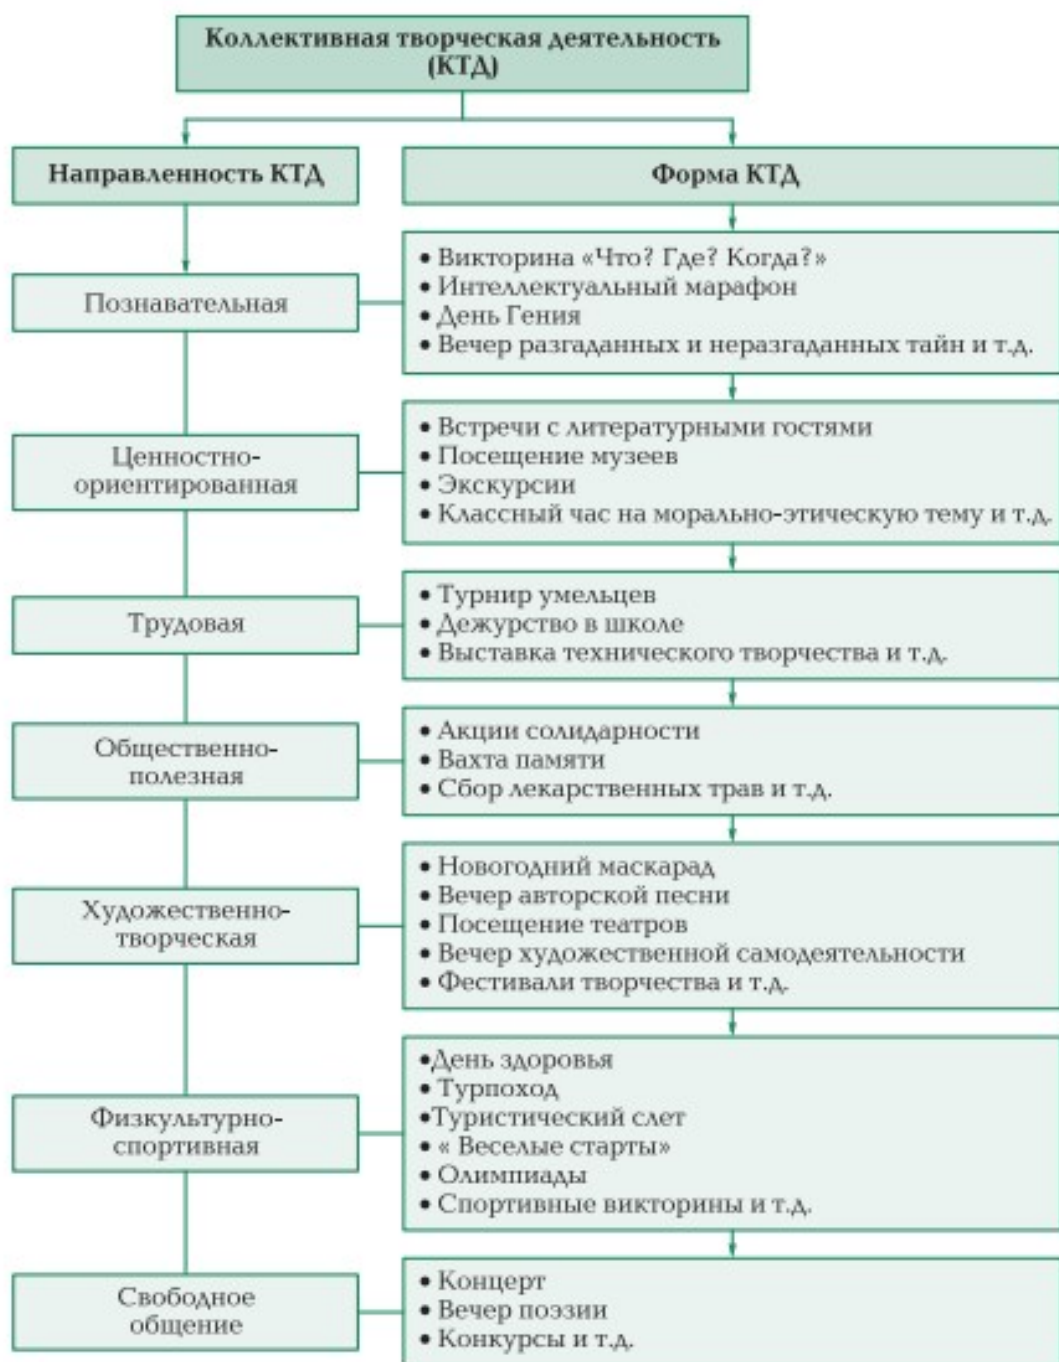 Коллективная творческая деятельность
(КТД)
Направленность КТД
Форма КТД
Познавательная
• Викторина «Что? Где? Когда?»
• Интеллектуальный марафон
• День Гения
• Вечер разгаданных и неразгаданных тайн и т.д.
Ценностно-
ориентированная
• Встречи с литературными гостями
• Посещение музеев
• Экскурсии
• Классный час на морально-этическую тему и т.д.
Трудовая
• Турнир умельцев
• Дежурство в школе
• Выставка технического творчества и т.д.
Общественно-
полезная
• Акции солидарности
• Вахта памяти
• Сбор лекарственных трав и т.д.
Художественно-
творческая
• Новогодний маскарад
• Вечер авторской песни
• Посещение театров
• Вечер художественной самодеятельности
• Фестивали творчества и т.д.
Физкультурно-
спортивная
•День здоровья
• Турпоход
•Туристический слет
• « Веселые старты»
• Олимпиады
• Спортивные викторины и т.д.
Свободное
общение
• Концерт
• Вечер поэзии
• Конкурсы и т.д.